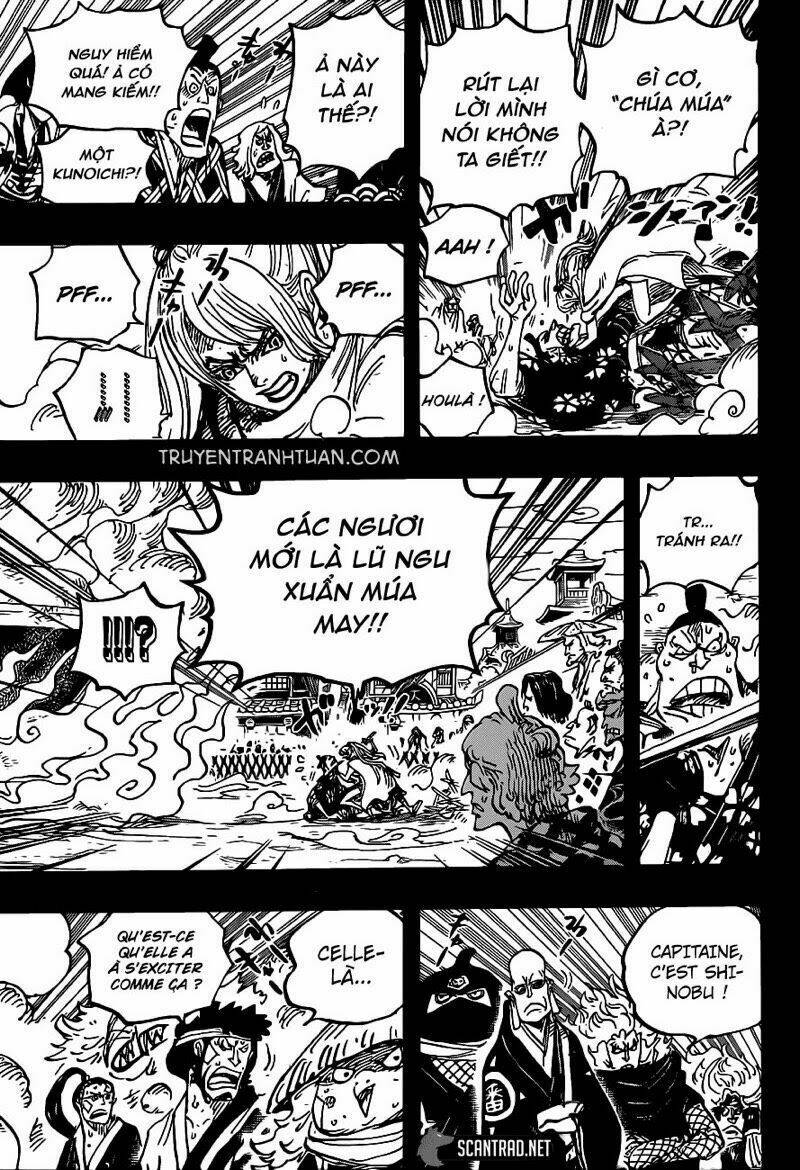 GÌ CƠ,
"CHÚA MÚA"
À?!
RÚT LẠI
LỜI MÌNH
NÓI KHÔNG
TA GIẾT!!
AAH !
HOULÀ !
Ả NÀY
LÀ AI
THẾ?!
NGUY HIỂM
QUÁ! Ả CÓ
MANG KIẾM!!
MỘT
KUNOICHI?!
PFF...
PFF...
!!!
TRUYENTRANHTUAN.COM
TR...
TRÁNH RA!!
CÁC NGƯƠI
MỚI LÀ LŨ NGU
XUẨN MÚA
MAY!!
!!!?
CAPITAINE,
C'EST SHI-
NOBU !
CELLE-
LÀ...
QU'EST-CE
QU'ELLE A
À S'EXCITER
COMME ÇA ?
番
SCANTRAD.NET